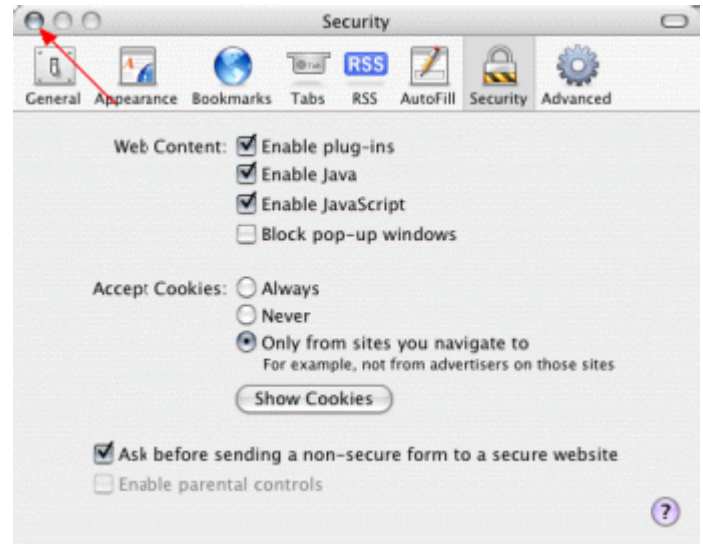 Security
General Appearance Bookmarks Tabs RSS AutoFill Security Advanced
Web Content: Enable plug-ins
Enable Java
Enable JavaScript
Block pop-up windows
Accept Cookies: Always
Never
Only from sites you navigate to
For example, not from advertisers on those sites
Show Cookies
Ask before sending a non-secure form to a secure website
Enable parental controls
?